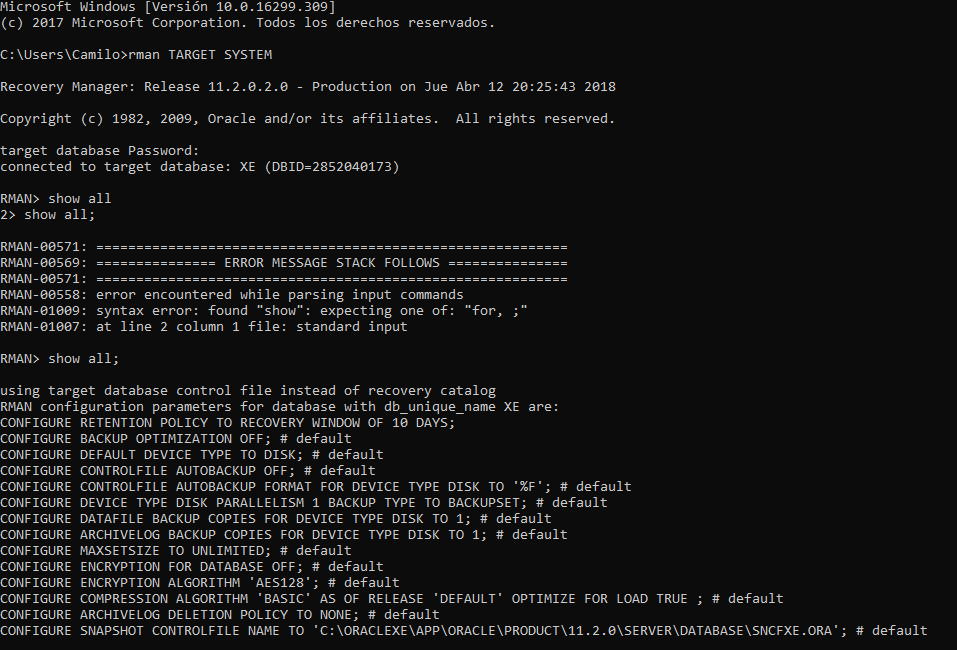 Microsoft Windows [Versión 10.0.16299.309]
(c) 2017 Microsoft Corporation. Todos los derechos reservados.
C:\Users\Camilo>rman TARGET SYSTEM
Recovery Manager: Release 11.2.0.2.0 - Production on Jue Abr 12 20:25:43 2018
Copyright (c) 1982, 2009, Oracle and/or its affiliates.  All rights reserved.
target database Password:
connected to target database: XE (DBID=2852040173)
RMAN> show all
2> show all;
RMAN-00571: ===========================================================
RMAN-00569: =============== ERROR MESSAGE STACK FOLLOWS ===============
RMAN-00571: ===========================================================
RMAN-00558: error encountered while parsing input commands
RMAN-01009: syntax error: found "show": expecting one of: "for, ;"
RMAN-01007: at line 2 column 1 file: standard input
RMAN> show all;
using target database control file instead of recovery catalog
RMAN configuration parameters for database with db_unique_name XE are:
CONFIGURE RETENTION POLICY TO RECOVERY WINDOW OF 10 DAYS;
CONFIGURE BACKUP OPTIMIZATION OFF; # default
CONFIGURE DEFAULT DEVICE TYPE TO DISK; # default
CONFIGURE CONTROLFILE AUTOBACKUP OFF; # default
CONFIGURE CONTROLFILE AUTOBACKUP FORMAT FOR DEVICE TYPE DISK TO '%F'; # default
CONFIGURE DEVICE TYPE DISK PARALLELISM 1 BACKUP TYPE TO BACKUPSET; # default
CONFIGURE DATAFILE BACKUP COPIES FOR DEVICE TYPE DISK TO 1; # default
CONFIGURE ARCHIVELOG BACKUP COPIES FOR DEVICE TYPE DISK TO 1; # default
CONFIGURE MAXSETSIZE TO UNLIMITED; # default
CONFIGURE ENCRYPTION FOR DATABASE OFF; # default
CONFIGURE ENCRYPTION ALGORITHM 'AES128'; # default
CONFIGURE COMPRESSION ALGORITHM 'BASIC' AS OF RELEASE 'DEFAULT' OPTIMIZE FOR LOAD TRUE ; # default
CONFIGURE ARCHIVELOG DELETION POLICY TO NONE; # default
CONFIGURE SNAPSHOT CONTROLFILE NAME TO 'C:\ORACLEXE\APP\ORACLE\PRODUCT\11.2.0\SERVER\DATABASE\SNCFXE.ORA'; # default